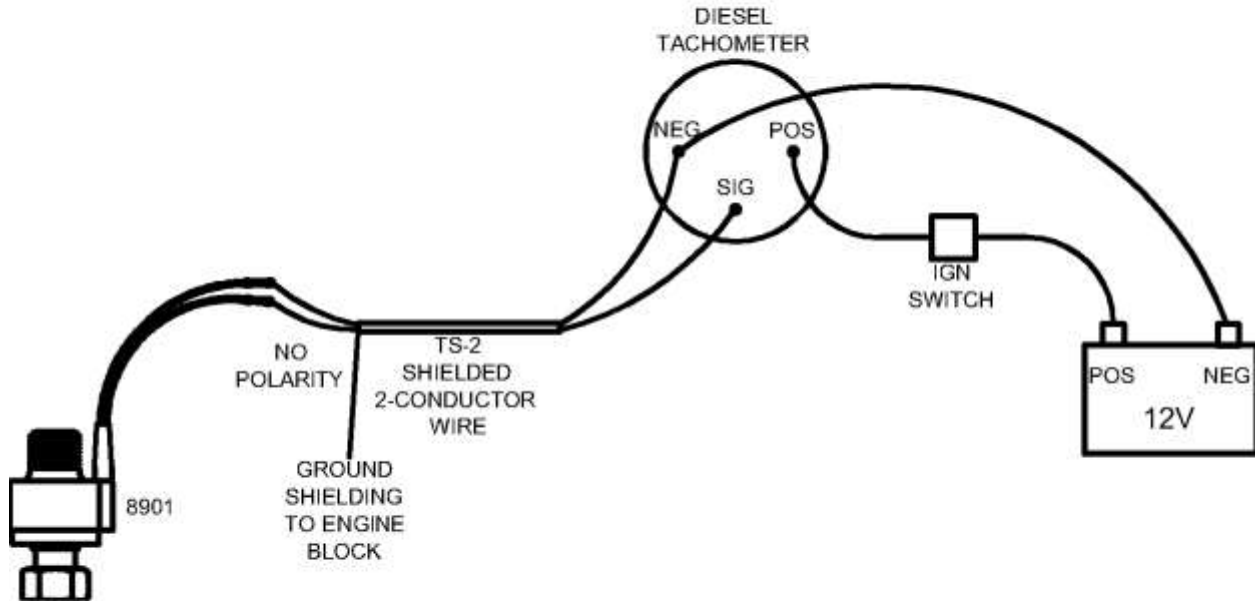 DIESEL
TACHOMETER
NEG
POS
SIG
IGN
SWITCH
NO
POLARITY
TS-2
SHIELDED
2-CONDUCTOR
WIRE
POS
NEG
12V
8901
GROUND
SHIELDING
TO ENGINE
BLOCK